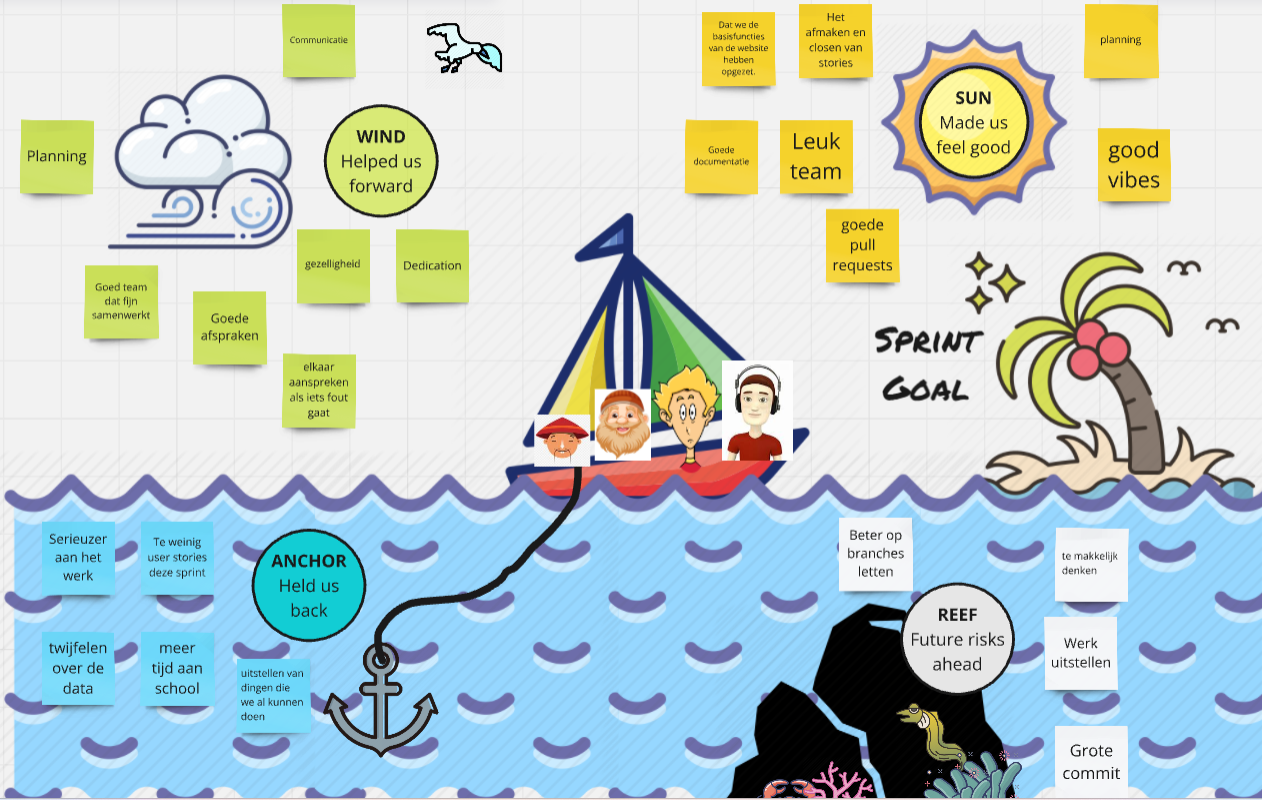 Communicatie
Planning
WIND
Helped us
forward
gezelligheid
Dedication
Goed team
dat fijn
samenwerkt
Goede
afspraken
elkaar
aanspreken
als iets fout
gaat
Dat we de
basisfuncties
van de website
hebben
opgezet.
Het
afmaken en
closen van
stories
planning
SUN
Made us
feel good
Goede
documentatie
Leuk
team
good
vibes
goede
pull
requests
SPRINT
GOAL
Serieuzer
aan het
werk
Te weinig
user stories
deze sprint
ANCHOR
Held us
back
twijfelen
over de
data
meer
tijd aan
school
uitstellen van
dingen die
we al kunnen
doen
Beter op
branches
letten
te makkelijk
denken
REEF
Future risks
ahead
Werk
uitstellen
Grote
commit